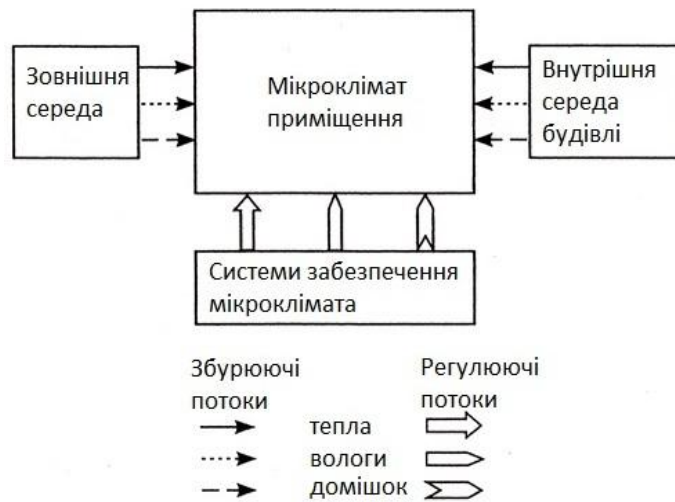 Зовнішня
середа
Мікроклімат
приміщення
Внутрішня
середа
будівлі
Системи забезпечення
мікроклімата
Збурюючі
потоки
Регулюючі
потоки
тепла
вологи
домішок